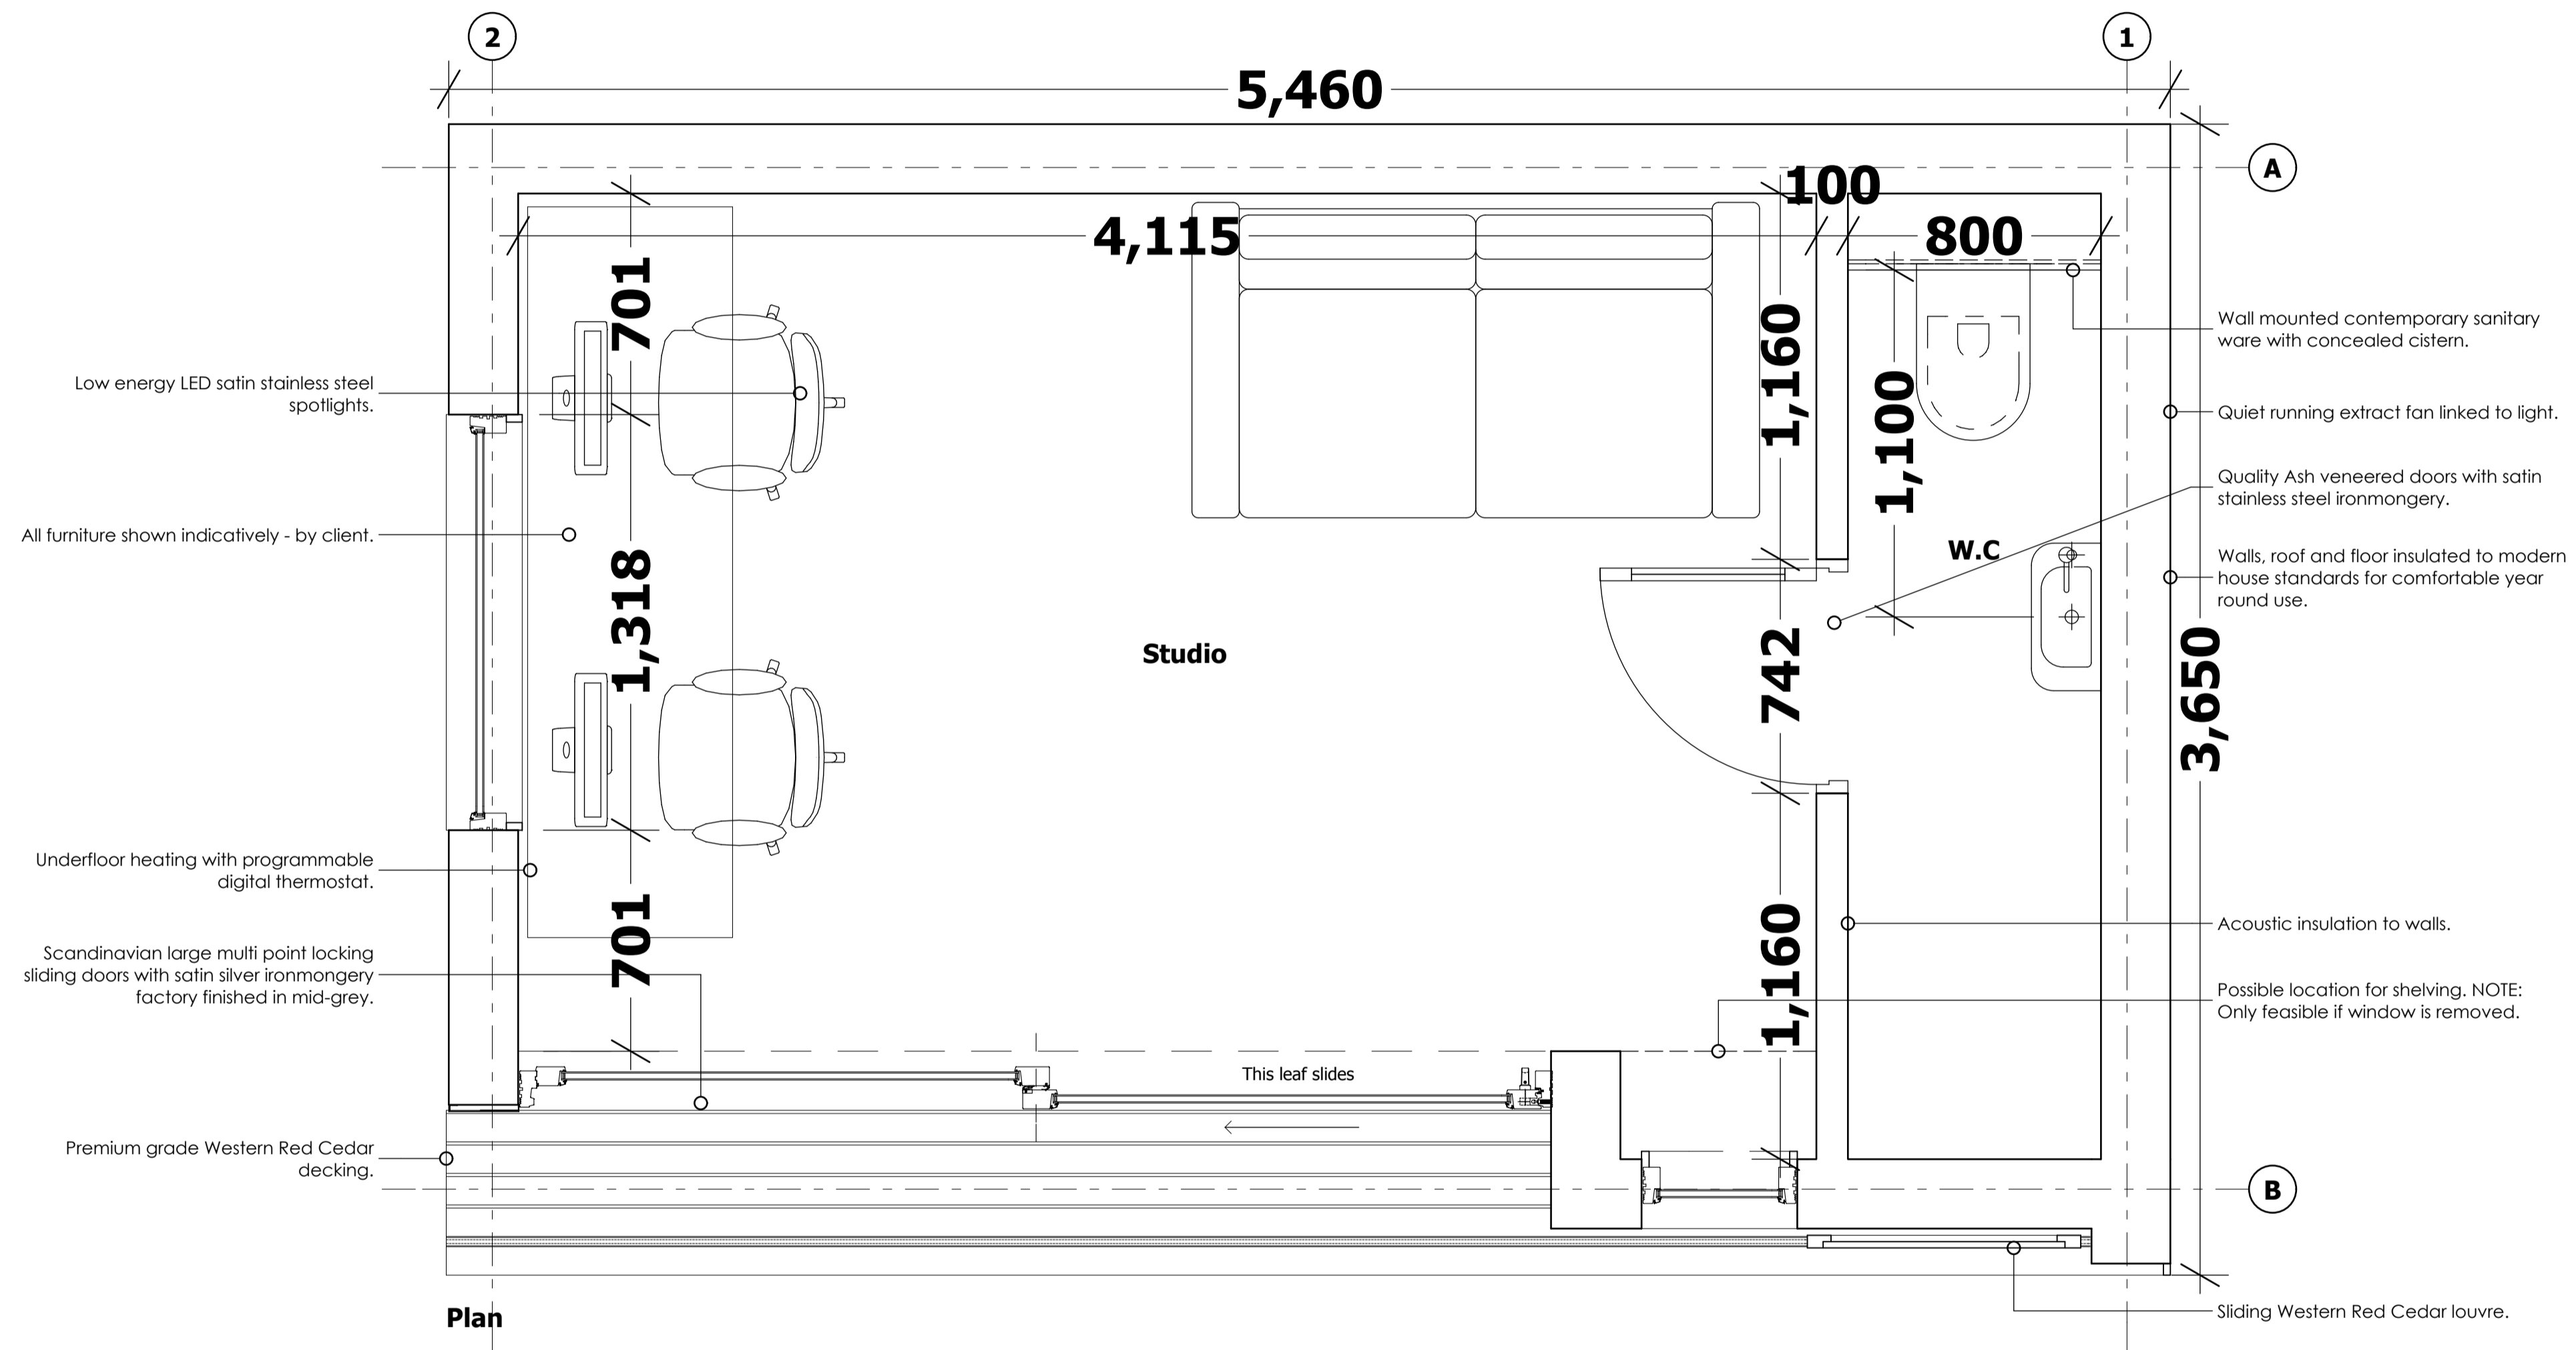 2
1
5,460
A
100
4,115
800
701
1,160
1,100
Low energy LED satin stainless steel
spotlights.
Wall mounted contemporary sanitary
ware with concealed cistern.
Quiet running extract fan linked to light.
Quality Ash veneered doors with satin
stainless steel ironmongery.
All furniture shown indicatively - by client.
W.C
Walls, roof and floor insulated to modern
house standards for comfortable year
round use.
1,318
Studio
742
3,650
Underfloor heating with programmable
digital thermostat.
701
1,160
Acoustic insulation to walls.
Scandinavian large multi point locking
sliding doors with satin silver ironmongery
factory finished in mid-grey.
Possible location for shelving. NOTE:
Only feasible if window is removed.
This leaf slides
Premium grade Western Red Cedar
decking.
B
Plan
Sliding Western Red Cedar louvre.